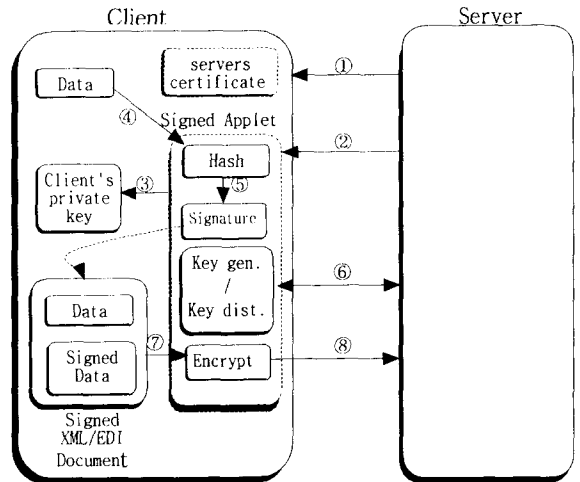 Client
Server
servers
certificate
①
Data
④
Signed Applet
②
Hash
Client's
private
key
③
⑤
Signature
Key gen.
/
Key dist.
⑥
Data
Signed
Data
⑦
Encrypt
⑧
Signed
XML/EDI
Document